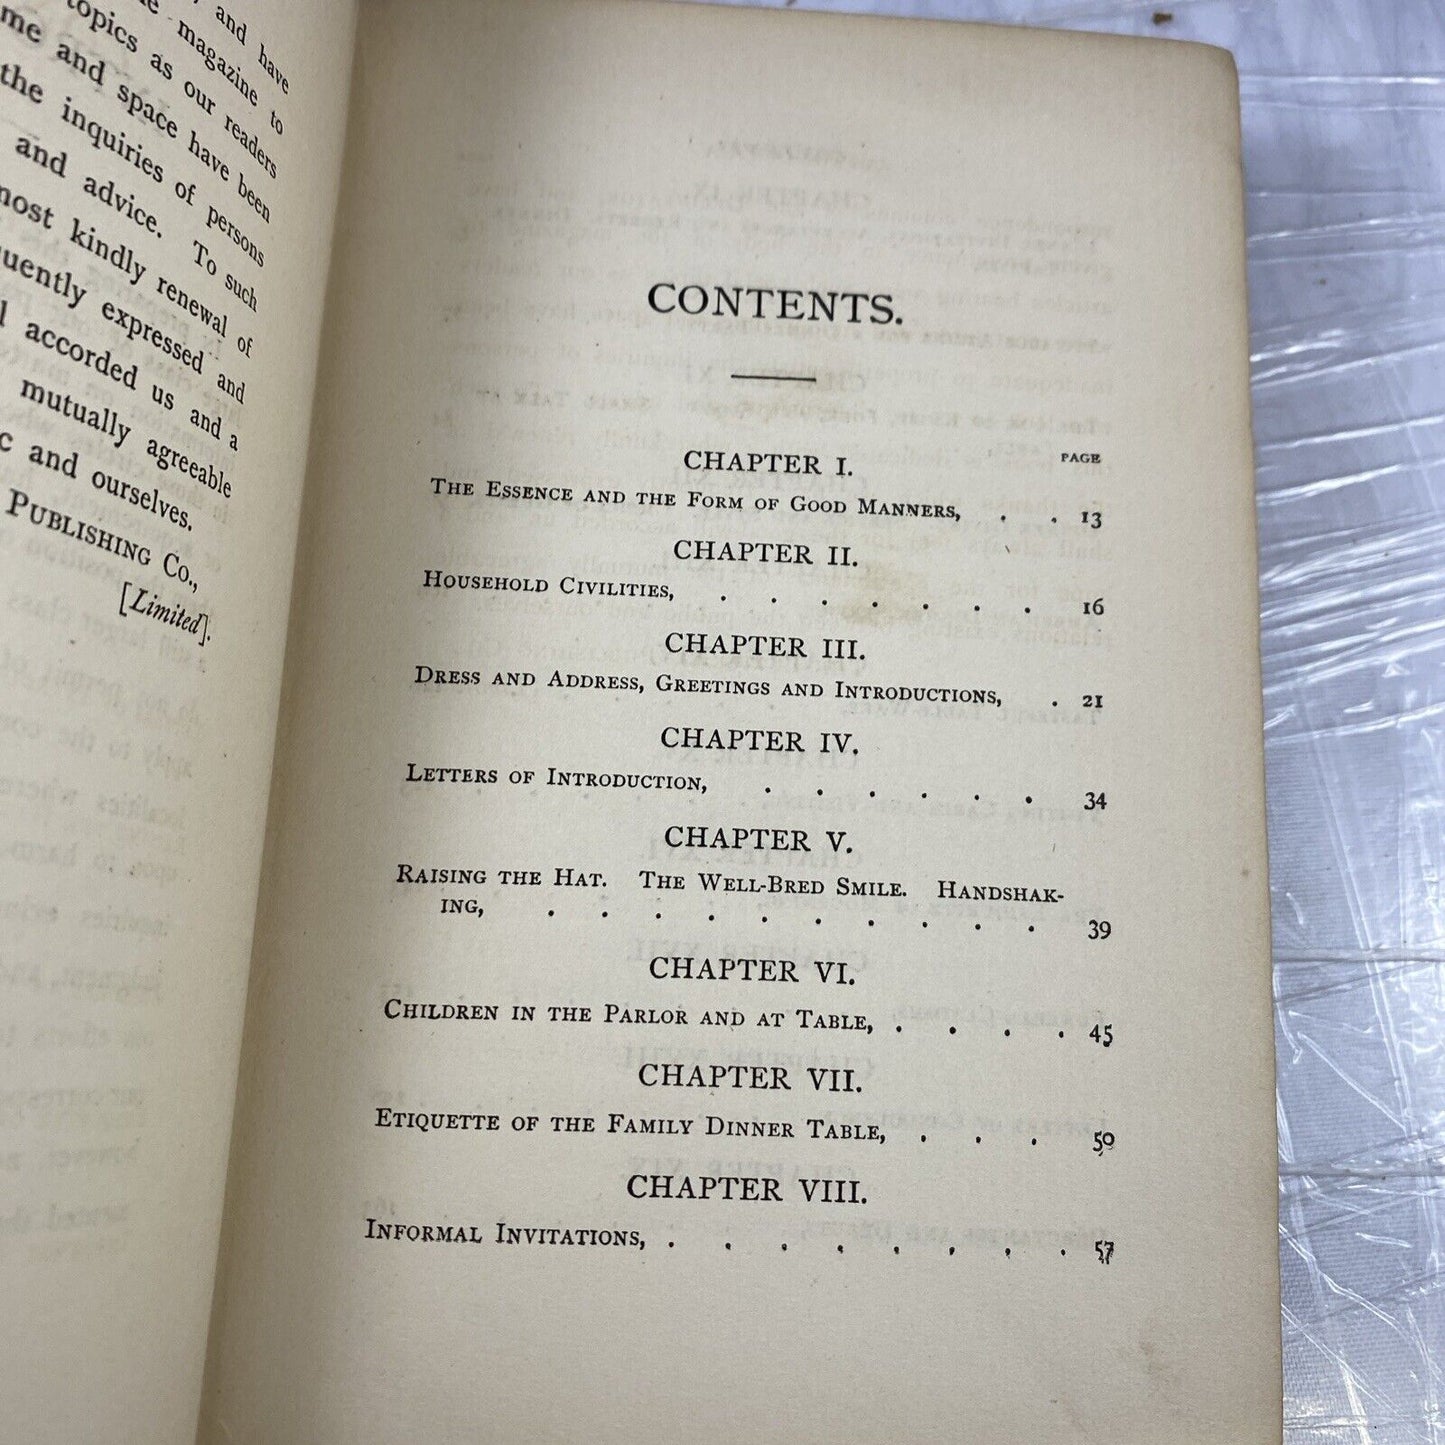 and have
magazine to
topics as our readers
me and space have been
the inquiries of persons
and advice. To such
most kindly renewal of
quently expressed and
accorded us and a
mutually agreeable
c and ourselves.
Publishing Co.,
[Limited].
CONTENTS.
CHAPTER I.
PAGE
The Essence and the Form of Good Manners, . . 13
CHAPTER II.
Household Civilities, . . . . . . . 16
CHAPTER III.
Dress and Address, Greetings and Introductions, . 21
CHAPTER IV.
Letters of Introduction, . . . . . . 34
CHAPTER V.
Raising the Hat. The Well-Bred Smile. Handshak-
ing, . . . . . . . . . . 39
CHAPTER VI.
Children in the Parlor and at Table, . . . . 45
CHAPTER VII.
Etiquette of the Family Dinner Table, . . . 50
CHAPTER VIII.
Informal Invitations, . . . . . . . . 57